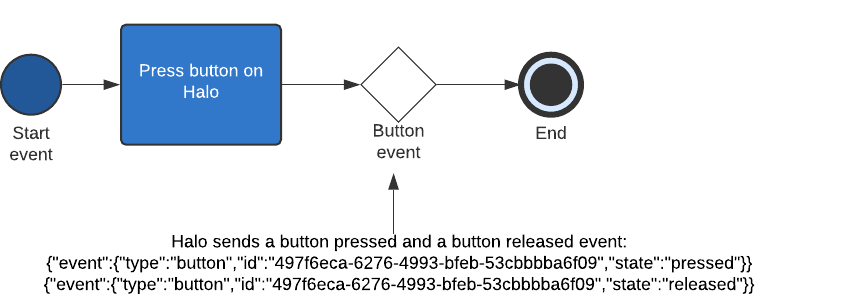 Press button on
Halo
Start
event
Button
event
End
Halo sends a button pressed and a button released event:
{"event":{"type":"button","id":"497f6eca-6276-4993-bfeb-53cbbbba6f09","state":"pressed"}}
{"event":{"type":"button","id":"497f6eca-6276-4993-bfeb-53cbbbba6f09","state":"released"}}